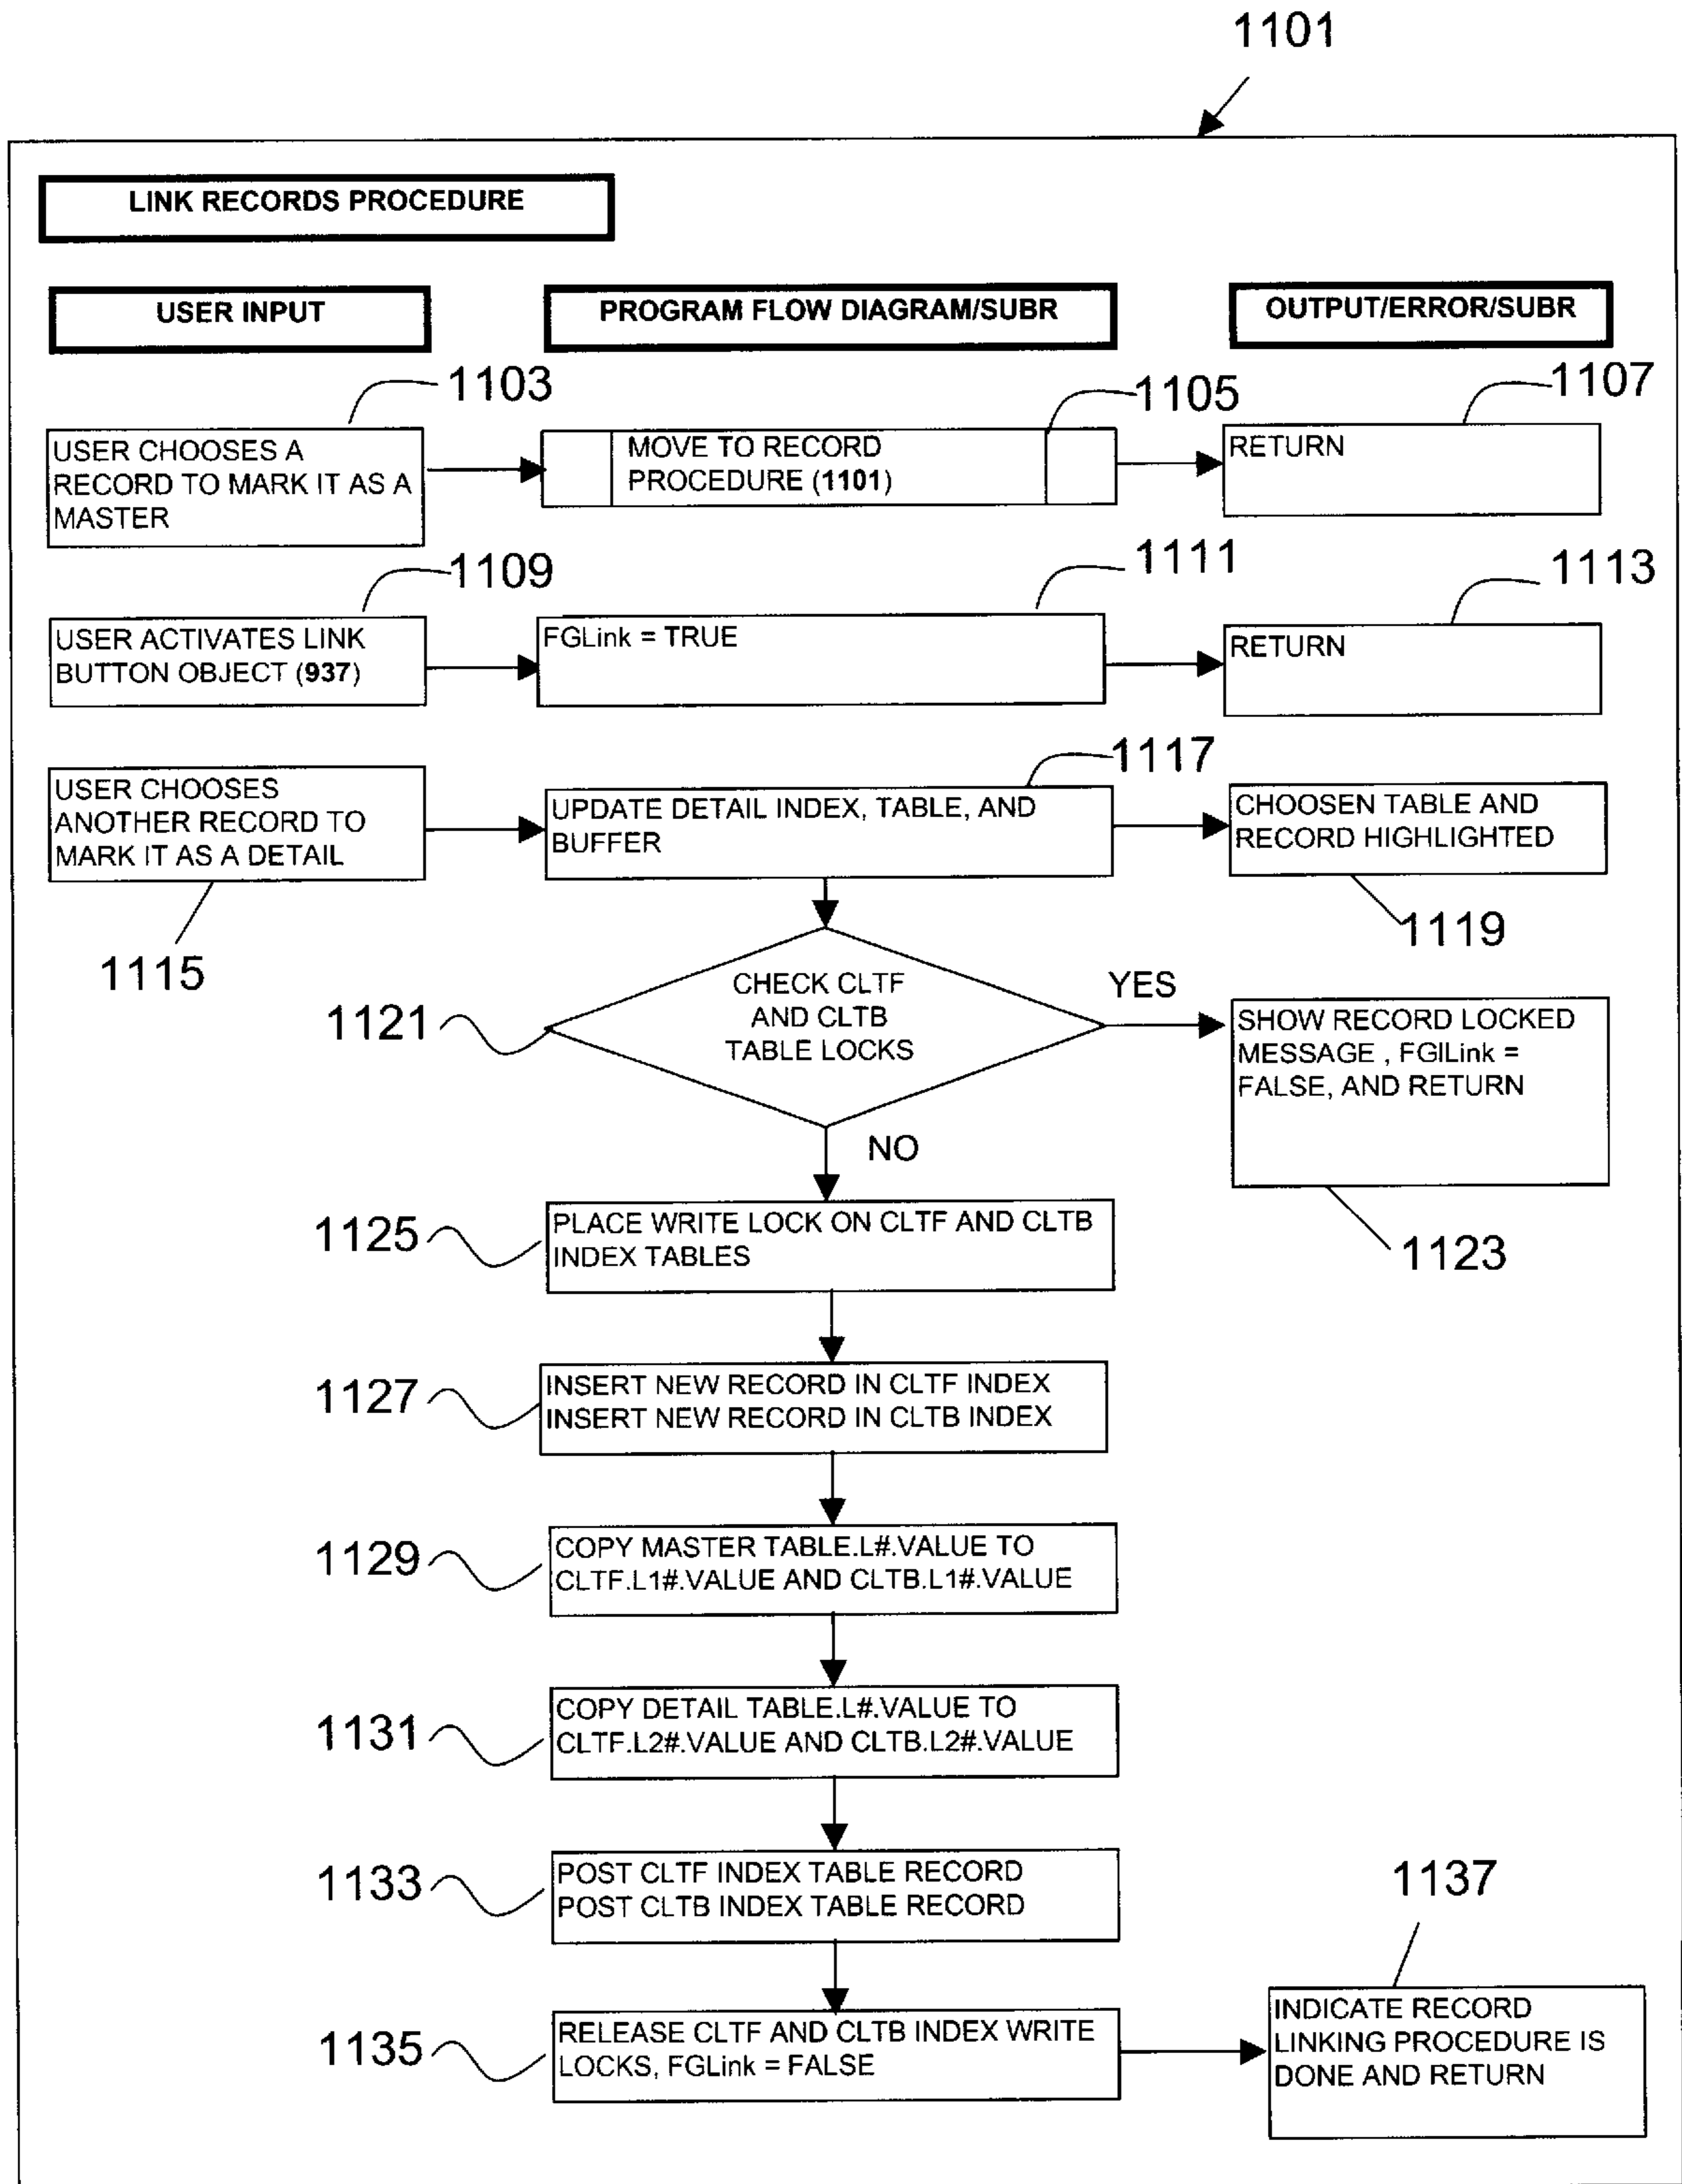 1101
LINK RECORDS PROCEDURE
USER INPUT
PROGRAM FLOW DIAGRAM/SUBR
OUTPUT/ERROR/SUBR
1103
1105
1107
USER CHOOSES A
RECORD TO MARK IT AS A
MASTER
MOVE TO RECORD
PROCEDURE (1101)
RETURN
1109
1111
1113
USER ACTIVATES LINK
BUTTON OBJECT (937)
FGLink = TRUE
RETURN
1117
USER CHOOSES
ANOTHER RECORD TO
MARK IT AS A DETAIL
UPDATE DETAIL INDEX, TABLE, AND
BUFFER
CHOOSEN TABLE AND
RECORD HIGHLIGHTED
1115
1119
1121
CHECK CLTF
AND CLTB
TABLE LOCKS
YES
SHOW RECORD LOCKED
MESSAGE , FGILink =
FALSE, AND RETURN
NO
1123
1125
PLACE WRITE LOCK ON CLTF AND CLTB
INDEX TABLES
1127
INSERT NEW RECORD IN CLTF INDEX
INSERT NEW RECORD IN CLTB INDEX
1129
COPY MASTER TABLE.L#.VALUE TO
CLTF.L1#.VALUE AND CLTB.L1#.VALUE
1131
COPY DETAIL TABLE.L#.VALUE TO
CLTF.L2#.VALUE AND CLTB.L2#.VALUE
1133
POST CLTF INDEX TABLE RECORD
POST CLTB INDEX TABLE RECORD
1137
1135
RELEASE CLTF AND CLTB INDEX WRITE
LOCKS, FGLink = FALSE
INDICATE RECORD
LINKING PROCEDURE IS
DONE AND RETURN